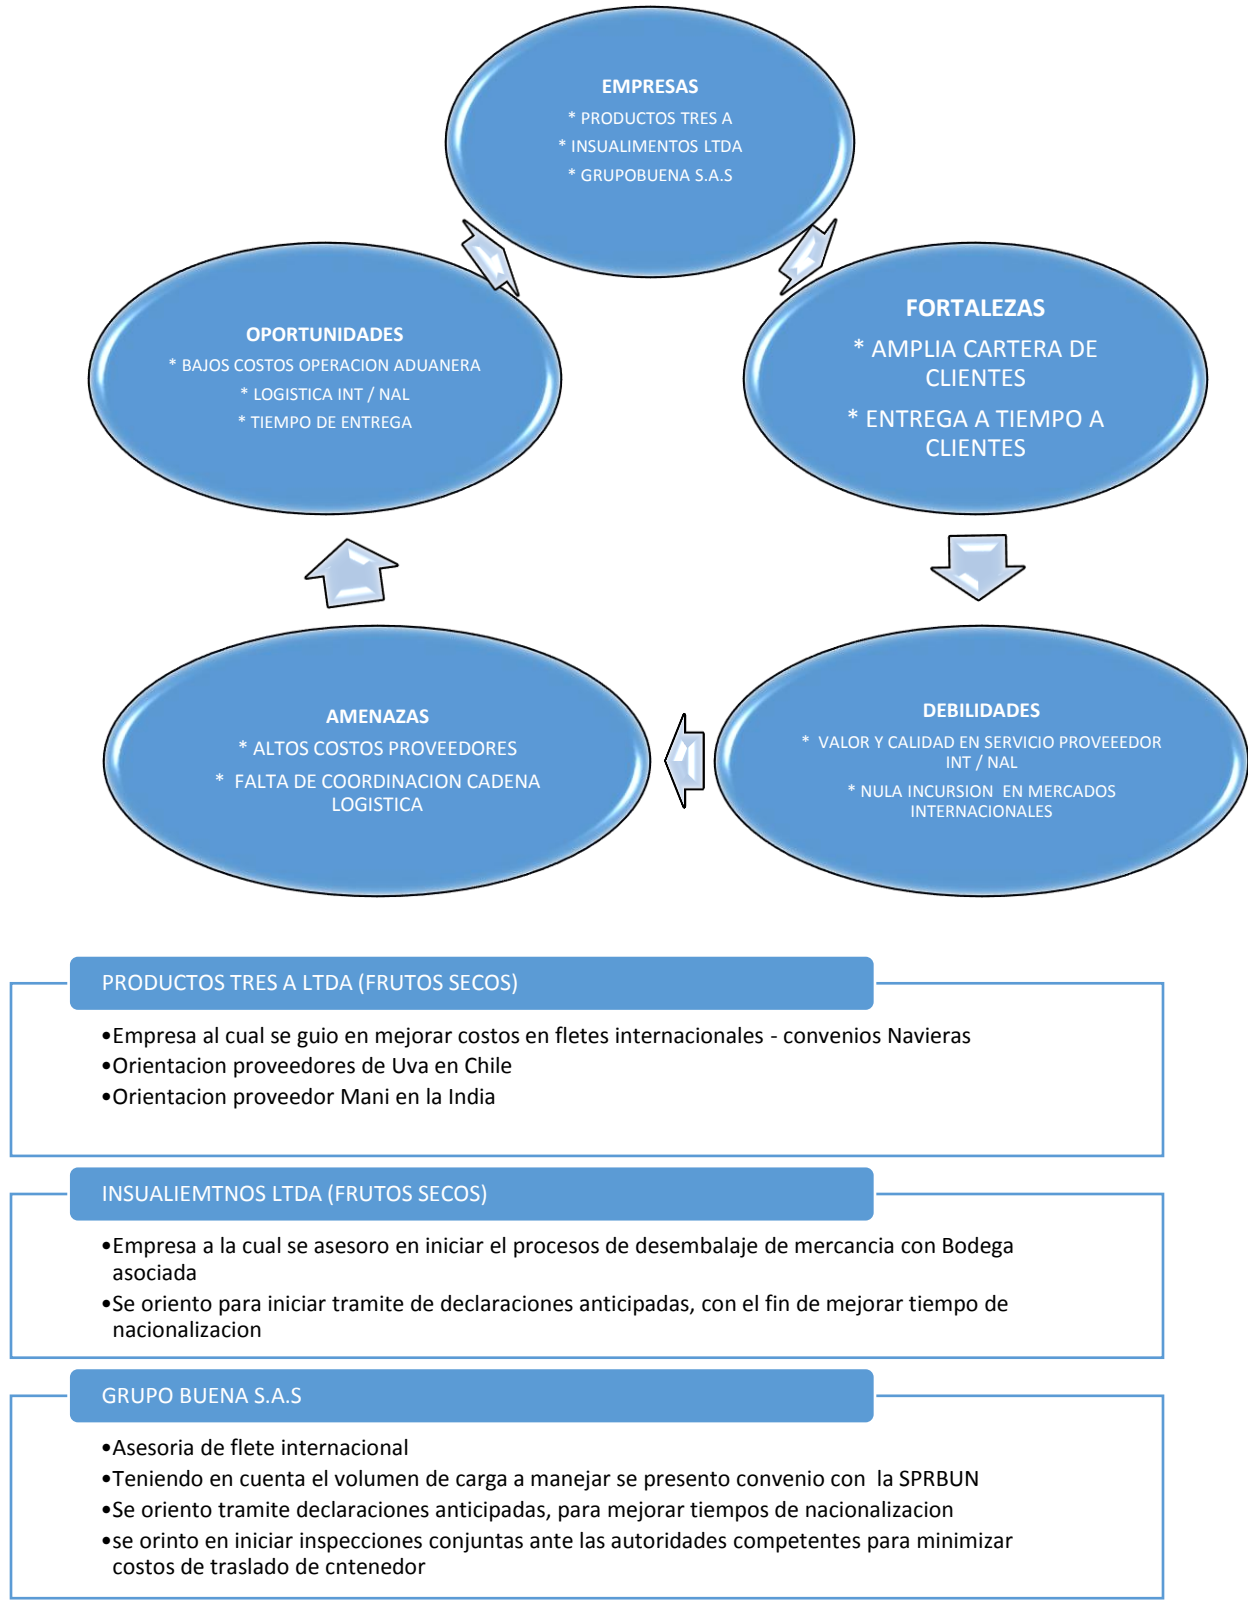 EMPRESAS
* PRODUCTOS TRES A
* INSUALIMENTOS LTDA
* GRUPOBUENA S.A.S
FORTALEZAS
* AMPLIA CARTERA DE
CLIENTES
* ENTREGA A TIEMPO A
CLIENTES
DEBILIDADES
* VALOR Y CALIDAD EN SERVICIO PROVEEEDOR
INT / NAL
* NULA INCURSION EN MERCADOS
INTERNACIONALES
AMENAZAS
* ALTOS COSTOS PROVEEDORES
* FALTA DE COORDINACION CADENA
LOGISTICA
OPORTUNIDADES
* BAJOS COSTOS OPERACION ADUANERA
* LOGISTICA INT / NAL
* TIEMPO DE ENTREGA
PRODUCTOS TRES A LTDA (FRUTOS SECOS)
•Empresa al cual se guio en mejorar costos en fletes internacionales - convenios Navieras
•Orientacion proveedores de Uva en Chile
•Orientacion proveedor Mani en la India
INSUALIEMTNOS LTDA (FRUTOS SECOS)
•Empresa a la cual se asesoro en iniciar el procesos de desembalaje de mercancia con Bodega
asociada
•Se oriento para iniciar tramite de declaraciones anticipadas, con el fin de mejorar tiempo de
nacionalizacion
GRUPO BUENA S.A.S
•Asesoria de flete internacional
•Teniendo en cuenta el volumen de carga a manejar se presento convenio con la SPRBUN
•Se oriento tramite declaraciones anticipadas, para mejorar tiempos de nacionalizacion
•se orinto en iniciar inspecciones conjuntas ante las autoridades competentes para minimizar
costos de traslado de cntenedor